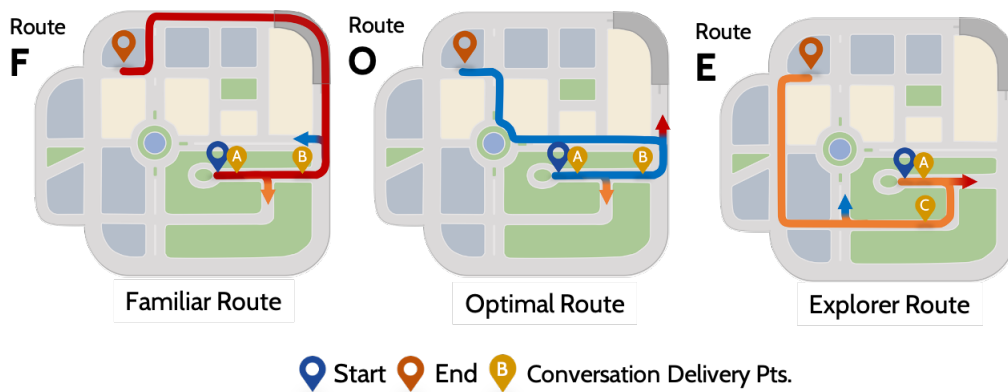 Route
F
A
B
Familiar Route
Route
O
A
B
Optimal Route
Route
E
A
C
Explorer Route
Start
End
B
Conversation Delivery Pts.